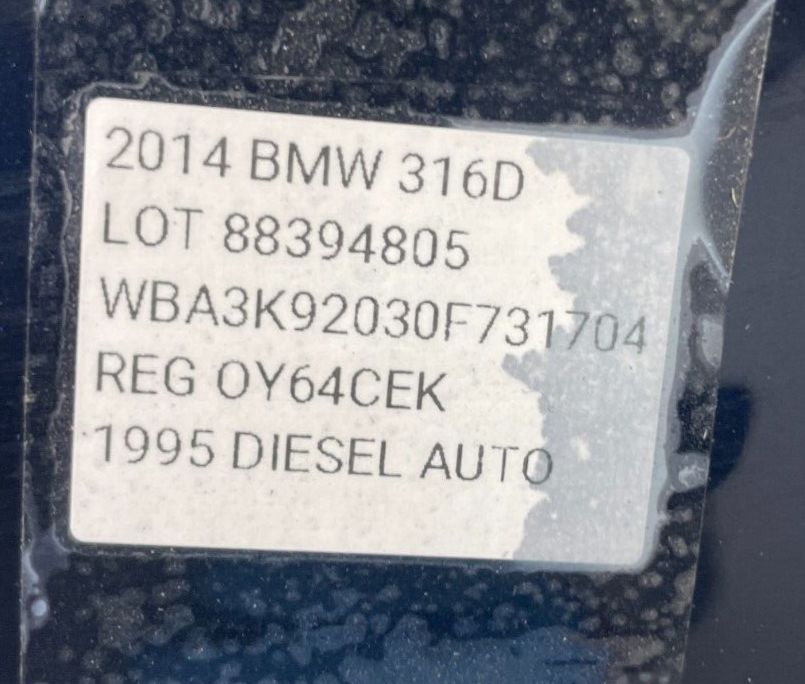 2014 BMW 316D
LOT 88394805
WBA3K92030F731704
REG OY64CEK
1995 DIESEL AUTO